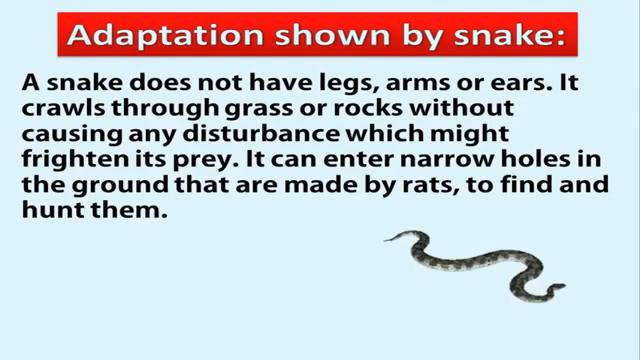 Adaptation shown by snake:
A snake does not have legs, arms or ears. It
crawls through grass or rocks without
causing any disturbance which might
frighten its prey. It can enter narrow holes in
the ground that are made by rats, to find and
hunt them.